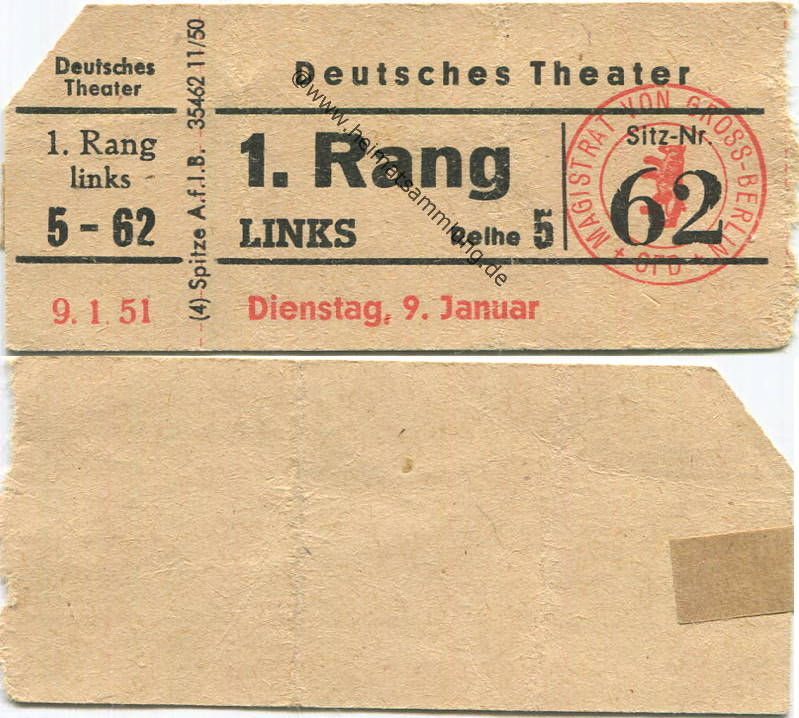 Deutsches
Theater
1. Rang
links
5 - 62
9. 1. 51
(4) Spitze A.f.I.B. 35462 11/50
Deutsches Theater
1. Rang
LINKS
Reihe 5
Sitz-Nr.
62
Dienstag, 9. Januar
MAGISTRAT VON GROSS-BERLIN
+ GFD +
@www.heimatsammlung.de